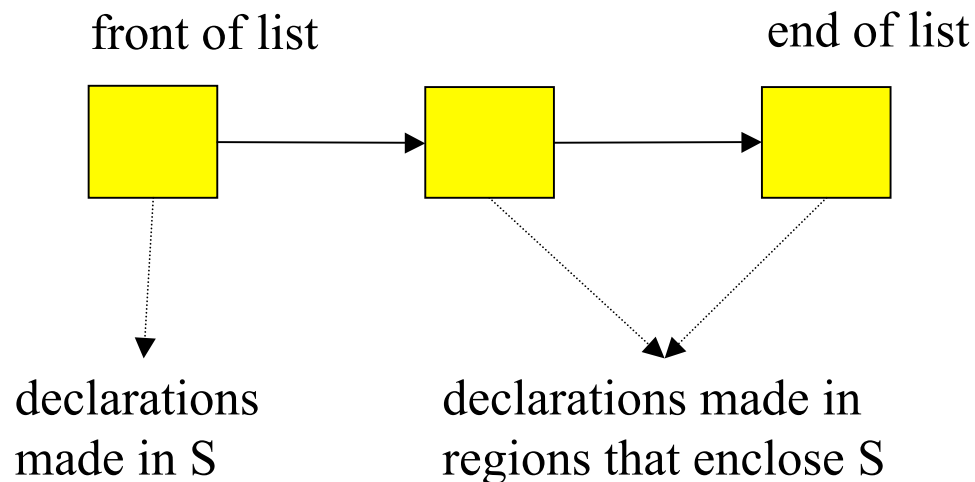 front of list
end of list
declarations
made in S
declarations made in
regions that enclose S